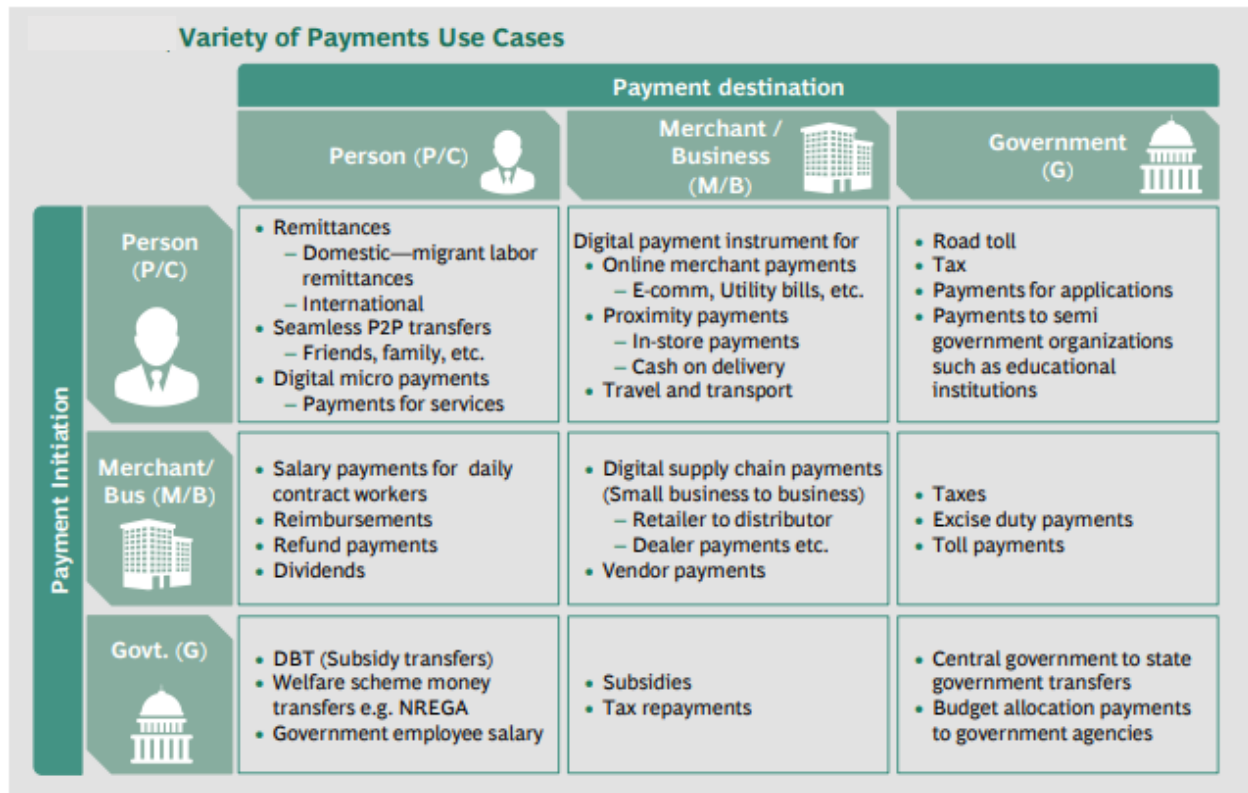 Variety of Payments Use Cases
Payment destination
Person (P/C)
Merchant /
Business
(M/B)
Government
(G)
Payment Initiation
Person
(P/C)
• Remittances
– Domestic—migrant labor
remittances
– International
• Seamless P2P transfers
– Friends, family, etc.
• Digital micro payments
– Payments for services
Digital payment instrument for
• Online merchant payments
– E-comm, Utility bills, etc.
• Proximity payments
– In-store payments
– Cash on delivery
• Travel and transport
• Road toll
• Tax
• Payments for applications
• Payments to semi
government organizations
such as educational
institutions
Merchant/
Bus (M/B)
• Salary payments for daily
contract workers
• Reimbursements
• Refund payments
• Dividends
• Digital supply chain payments
(Small business to business)
– Retailer to distributor
– Dealer payments etc.
• Vendor payments
• Taxes
• Excise duty payments
• Toll payments
Govt. (G)
• DBT (Subsidy transfers)
• Welfare scheme money
transfers e.g. NREGA
• Government employee salary
• Subsidies
• Tax repayments
• Central government to state
government transfers
• Budget allocation payments
to government agencies